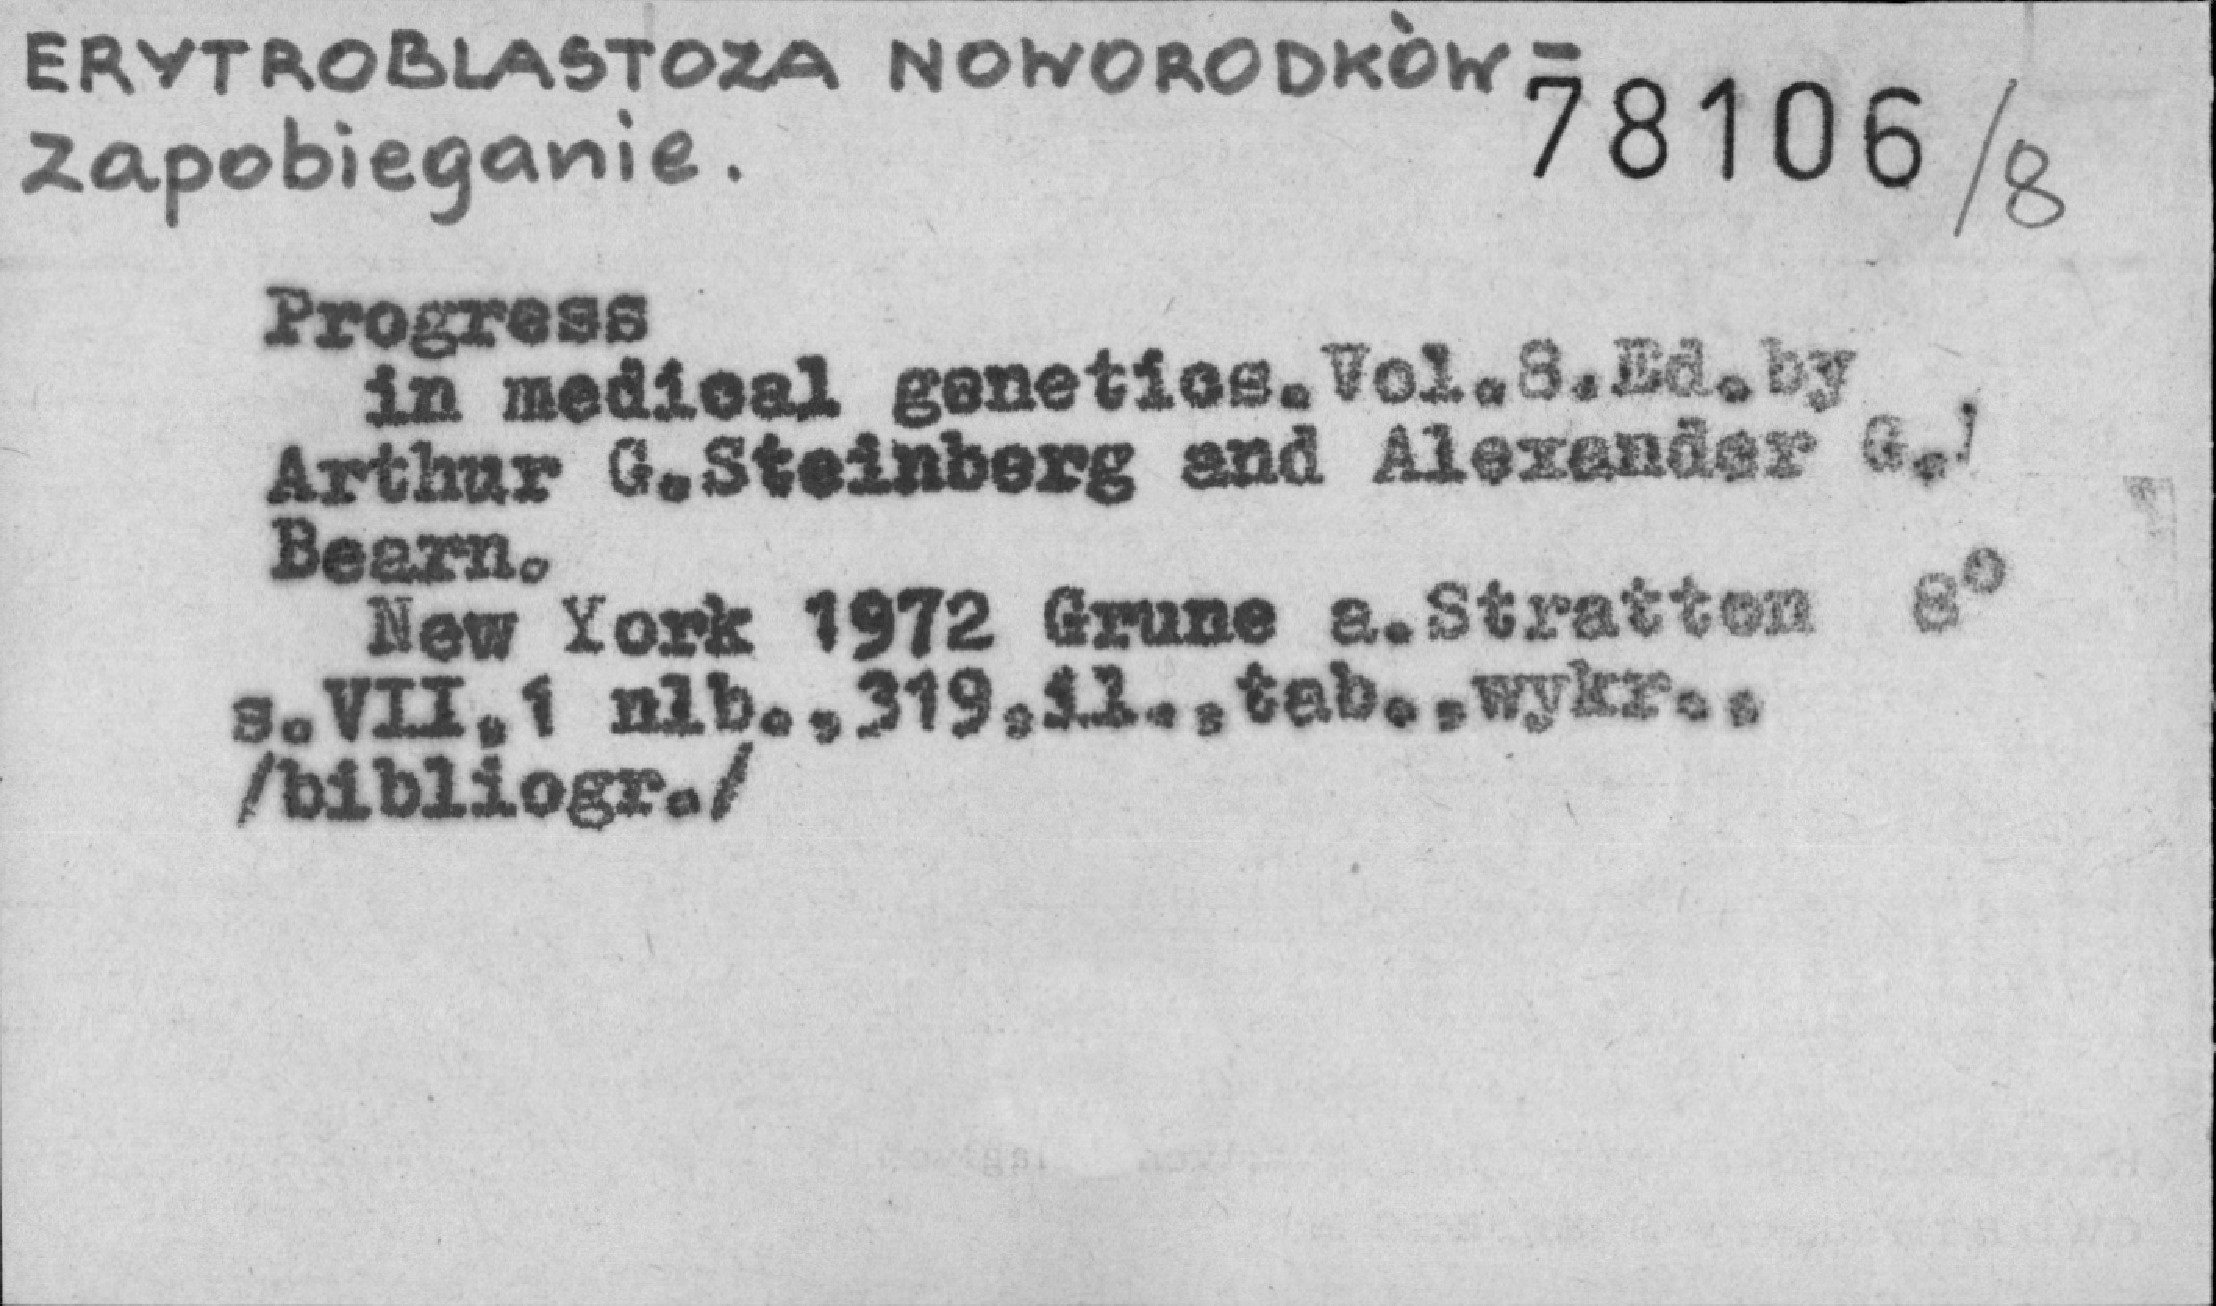 ERYTROBLASTOZA NOWORODKÓW -
zapobieganie.
78106/8
Progress
in medical genetics.Vol.8.Ed.by
Arthur G.Steinberg and Alexander G.
Bearn.
New York 1972 Grune a.Stratton 8°
s.VII,1 nlb.,319,il.,tab.,wykr.,
/bibliogr./